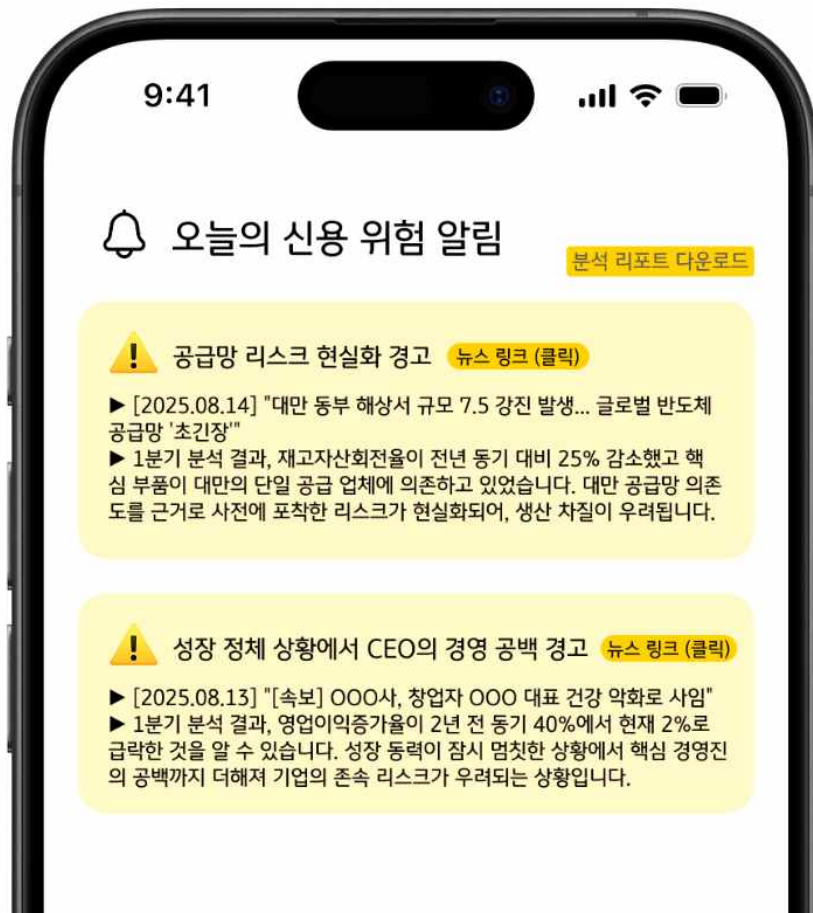 9:41
오늘의 신용 위험 알림
분석 리포트 다운로드
공급망 리스크 현실화 경고 뉴스 링크 (클릭)
▶ [2025.08.14] "대만 동부 해상서 규모 7.5 강진 발생... 글로벌 반도체
공급망 '초긴장'"
▶ 1분기 분석 결과, 재고자산회전율이 전년 동기 대비 25% 감소했고 핵
심 부품이 대만의 단일 공급 업체에 의존하고 있었습니다. 대만 공급망 의존
도를 근거로 사전에 포착한 리스크가 현실화되어, 생산 차질이 우려됩니다.
성장 정체 상황에서 CEO의 경영 공백 경고 뉴스 링크 (클릭)
▶ [2025.08.13] "[속보] OOO사, 창업자 OOO 대표 건강 악화로 사임"
▶ 1분기 분석 결과, 영업이익증가율이 2년 전 동기 40%에서 현재 2%로
급락한 것을 알 수 있습니다. 성장 동력이 잠시 멈칫한 상황에서 핵심 경영진
의 공백까지 더해져 기업의 존속 리스크가 우려되는 상황입니다.